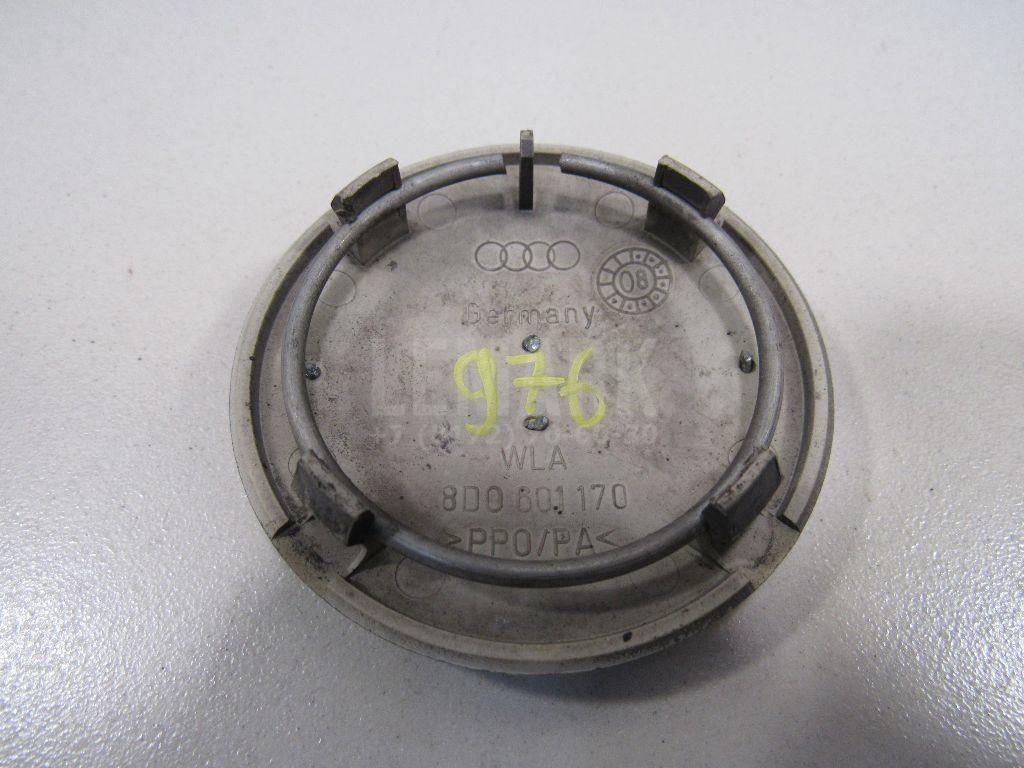 08
Germany
976
WLA
8D0 601 170
>PPO/PA<